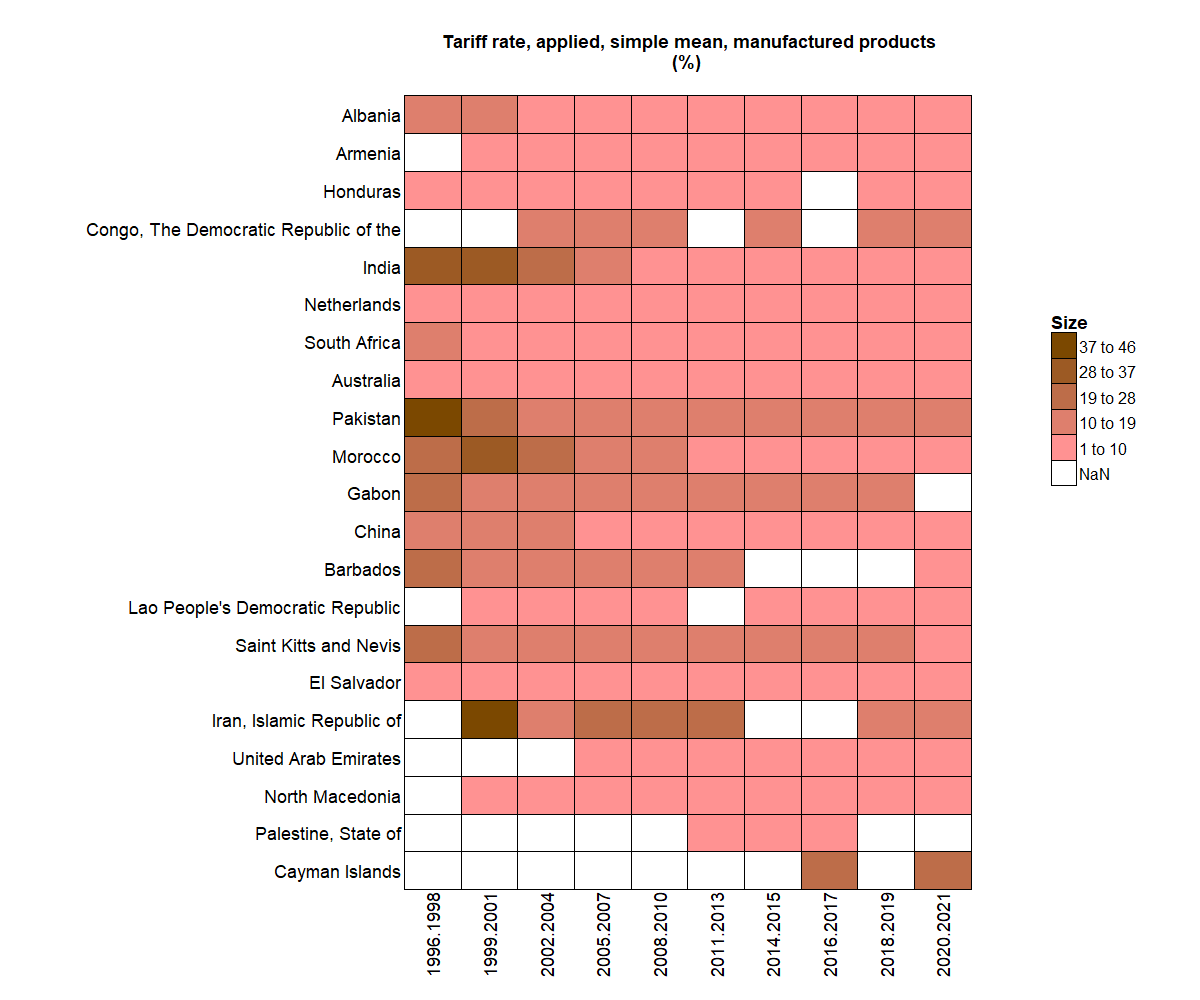 Tariff rate, applied, simple mean, manufactured products
(%)
Albania
Armenia
Honduras
Congo, The Democratic Republic of the
India
Netherlands
South Africa
Australia
Pakistan
Morocco
Gabon
China
Barbados
Lao People's Democratic Republic
Saint Kitts and Nevis
El Salvador
Iran, Islamic Republic of
United Arab Emirates
North Macedonia
Palestine, State of
Cayman Islands
1996.1998
1999.2001
2002.2004
2005.2007
2008.2010
2011.2013
2014.2015
2016.2017
2018.2019
2020.2021
Size
37 to 46
28 to 37
19 to 28
10 to 19
1 to 10
NaN